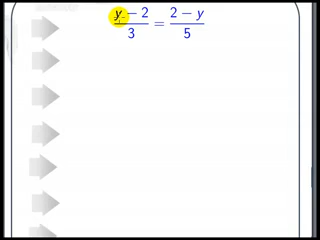 y − 2 / 3 = 2 − y / 5